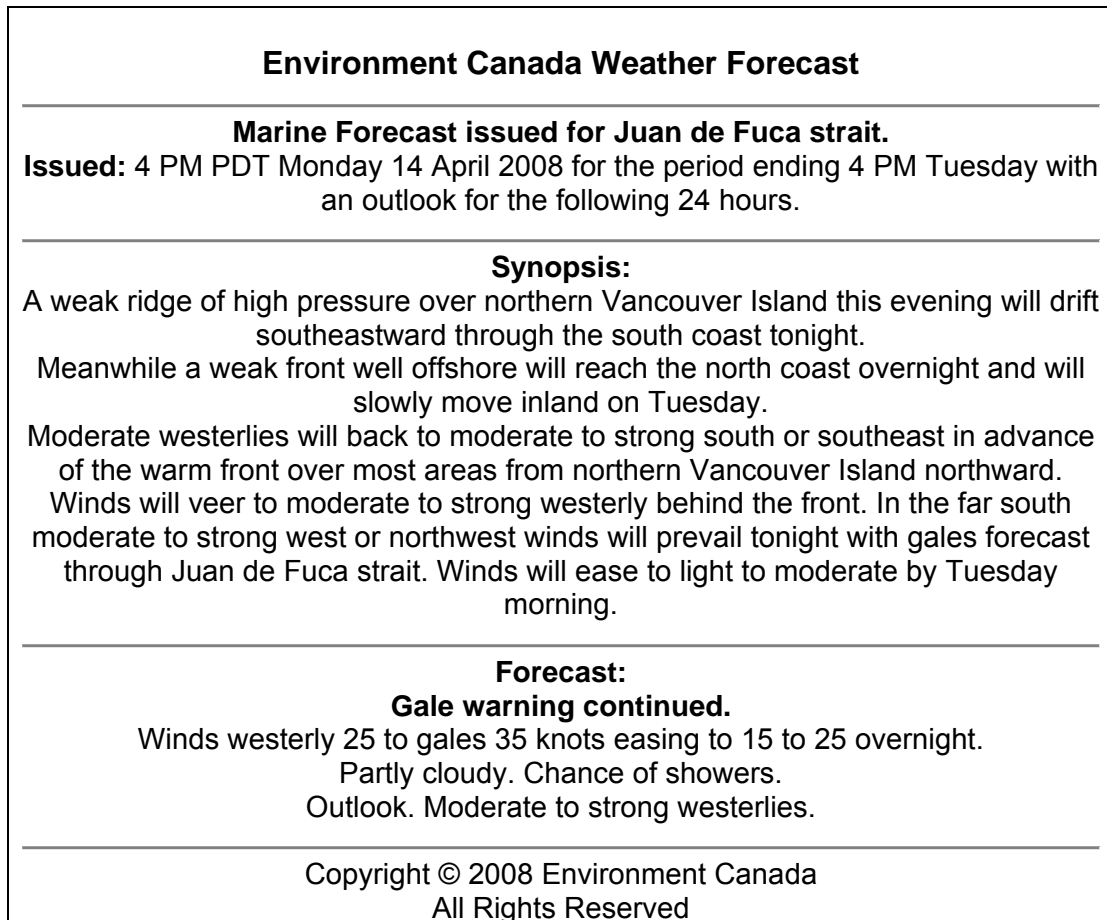 Environment Canada Weather Forecast
Marine Forecast issued for Juan de Fuca strait.
Issued: 4 PM PDT Monday 14 April 2008 for the period ending 4 PM Tuesday with
an outlook for the following 24 hours.
Synopsis:
A weak ridge of high pressure over northern Vancouver Island this evening will drift
southeastward through the south coast tonight.
Meanwhile a weak front well offshore will reach the north coast overnight and will
slowly move inland on Tuesday.
Moderate westerlies will back to moderate to strong south or southeast in advance
of the warm front over most areas from northern Vancouver Island northward.
Winds will veer to moderate to strong westerly behind the front. In the far south
moderate to strong west or northwest winds will prevail tonight with gales forecast
through Juan de Fuca strait. Winds will ease to light to moderate by Tuesday
morning.
Forecast:
Gale warning continued.
Winds westerly 25 to gales 35 knots easing to 15 to 25 overnight.
Partly cloudy. Chance of showers.
Outlook. Moderate to strong westerlies.
Copyright © 2008 Environment Canada
All Rights Reserved